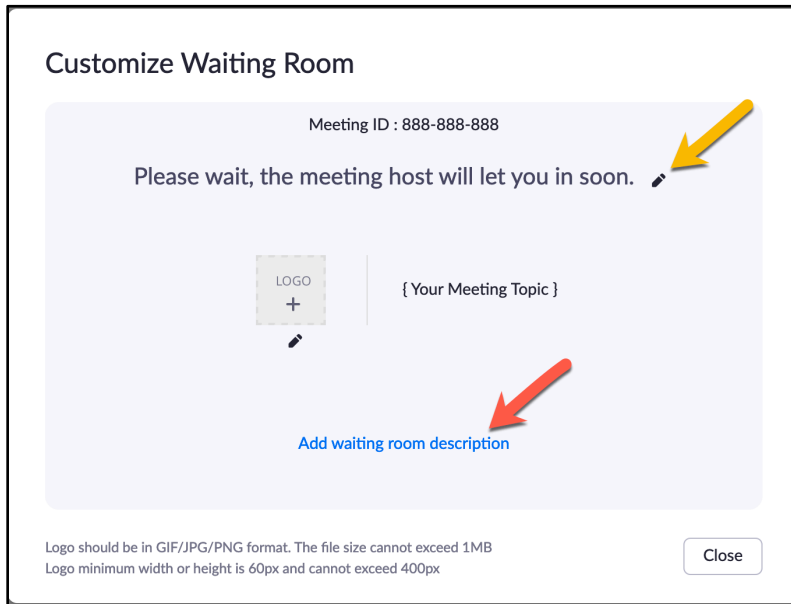 Customize Waiting Room
Meeting ID : 888-888-888
Please wait, the meeting host will let you in soon.
LOGO
+
{ Your Meeting Topic }
Add waiting room description
Logo should be in GIF/JPG/PNG format. The file size cannot exceed 1MB
Logo minimum width or height is 60px and cannot exceed 400px
Close